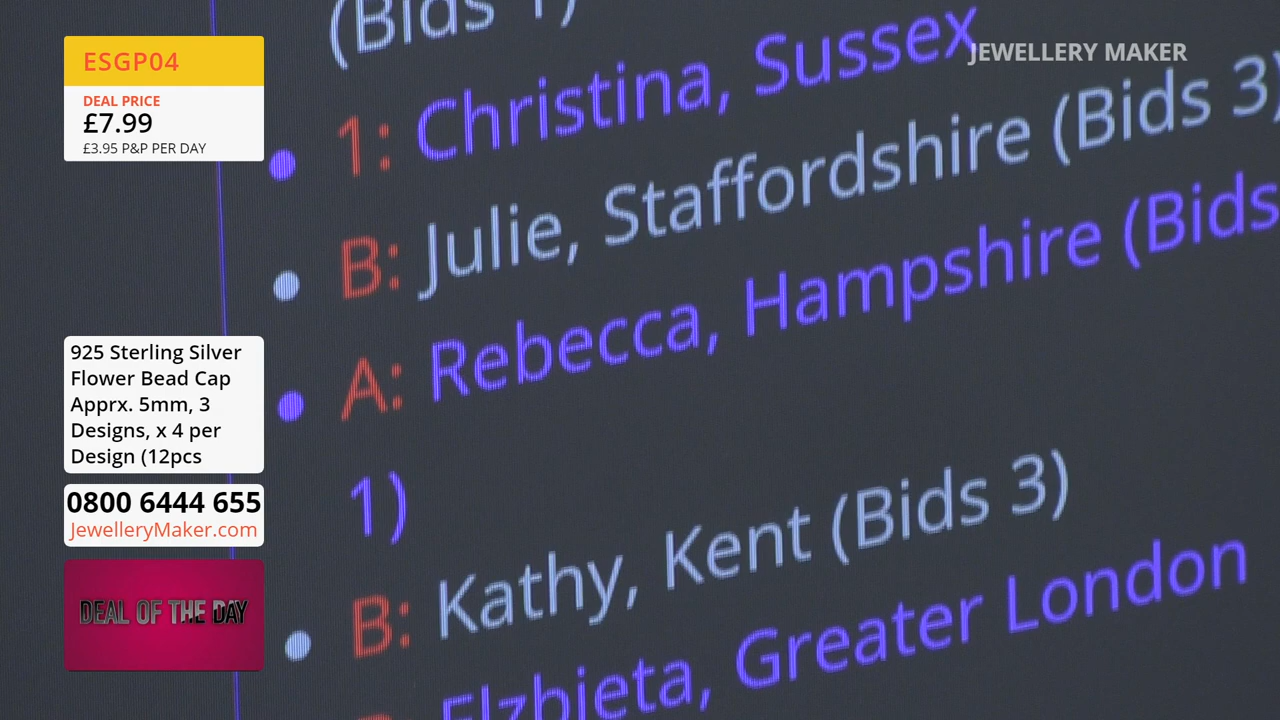 ESGP04
DEAL PRICE
£7.99
£3.95 P&P PER DAY
925 Sterling Silver
Flower Bead Cap
Apprx. 5mm, 3
Designs, x 4 per
Design (12pcs
0800 6444 655
JewelleryMaker.com
DEAL OF THE DAY
JEWELLERY MAKER
(Bids 1)
1: Christina, Sussex
B: Julie, Staffordshire (Bids 3)
A: Rebecca, Hampshire (Bids
1)
B: Kathy, Kent (Bids 3)
Elzbieta, Greater London